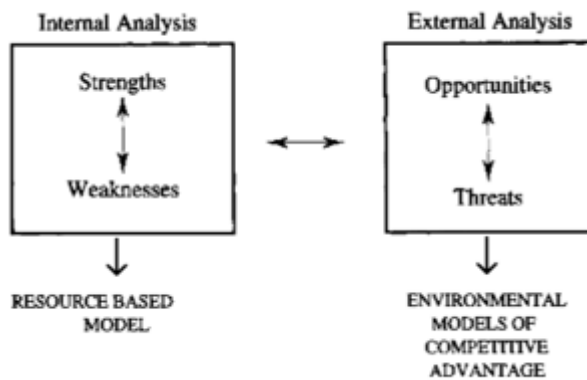 Internal Analysis
Strengths
Weaknesses
RESOURCE BASED
MODEL
External Analysis
Opportunities
Threats
ENVIRONMENTAL
MODELS OF
COMPETITIVE
ADVANTAGE